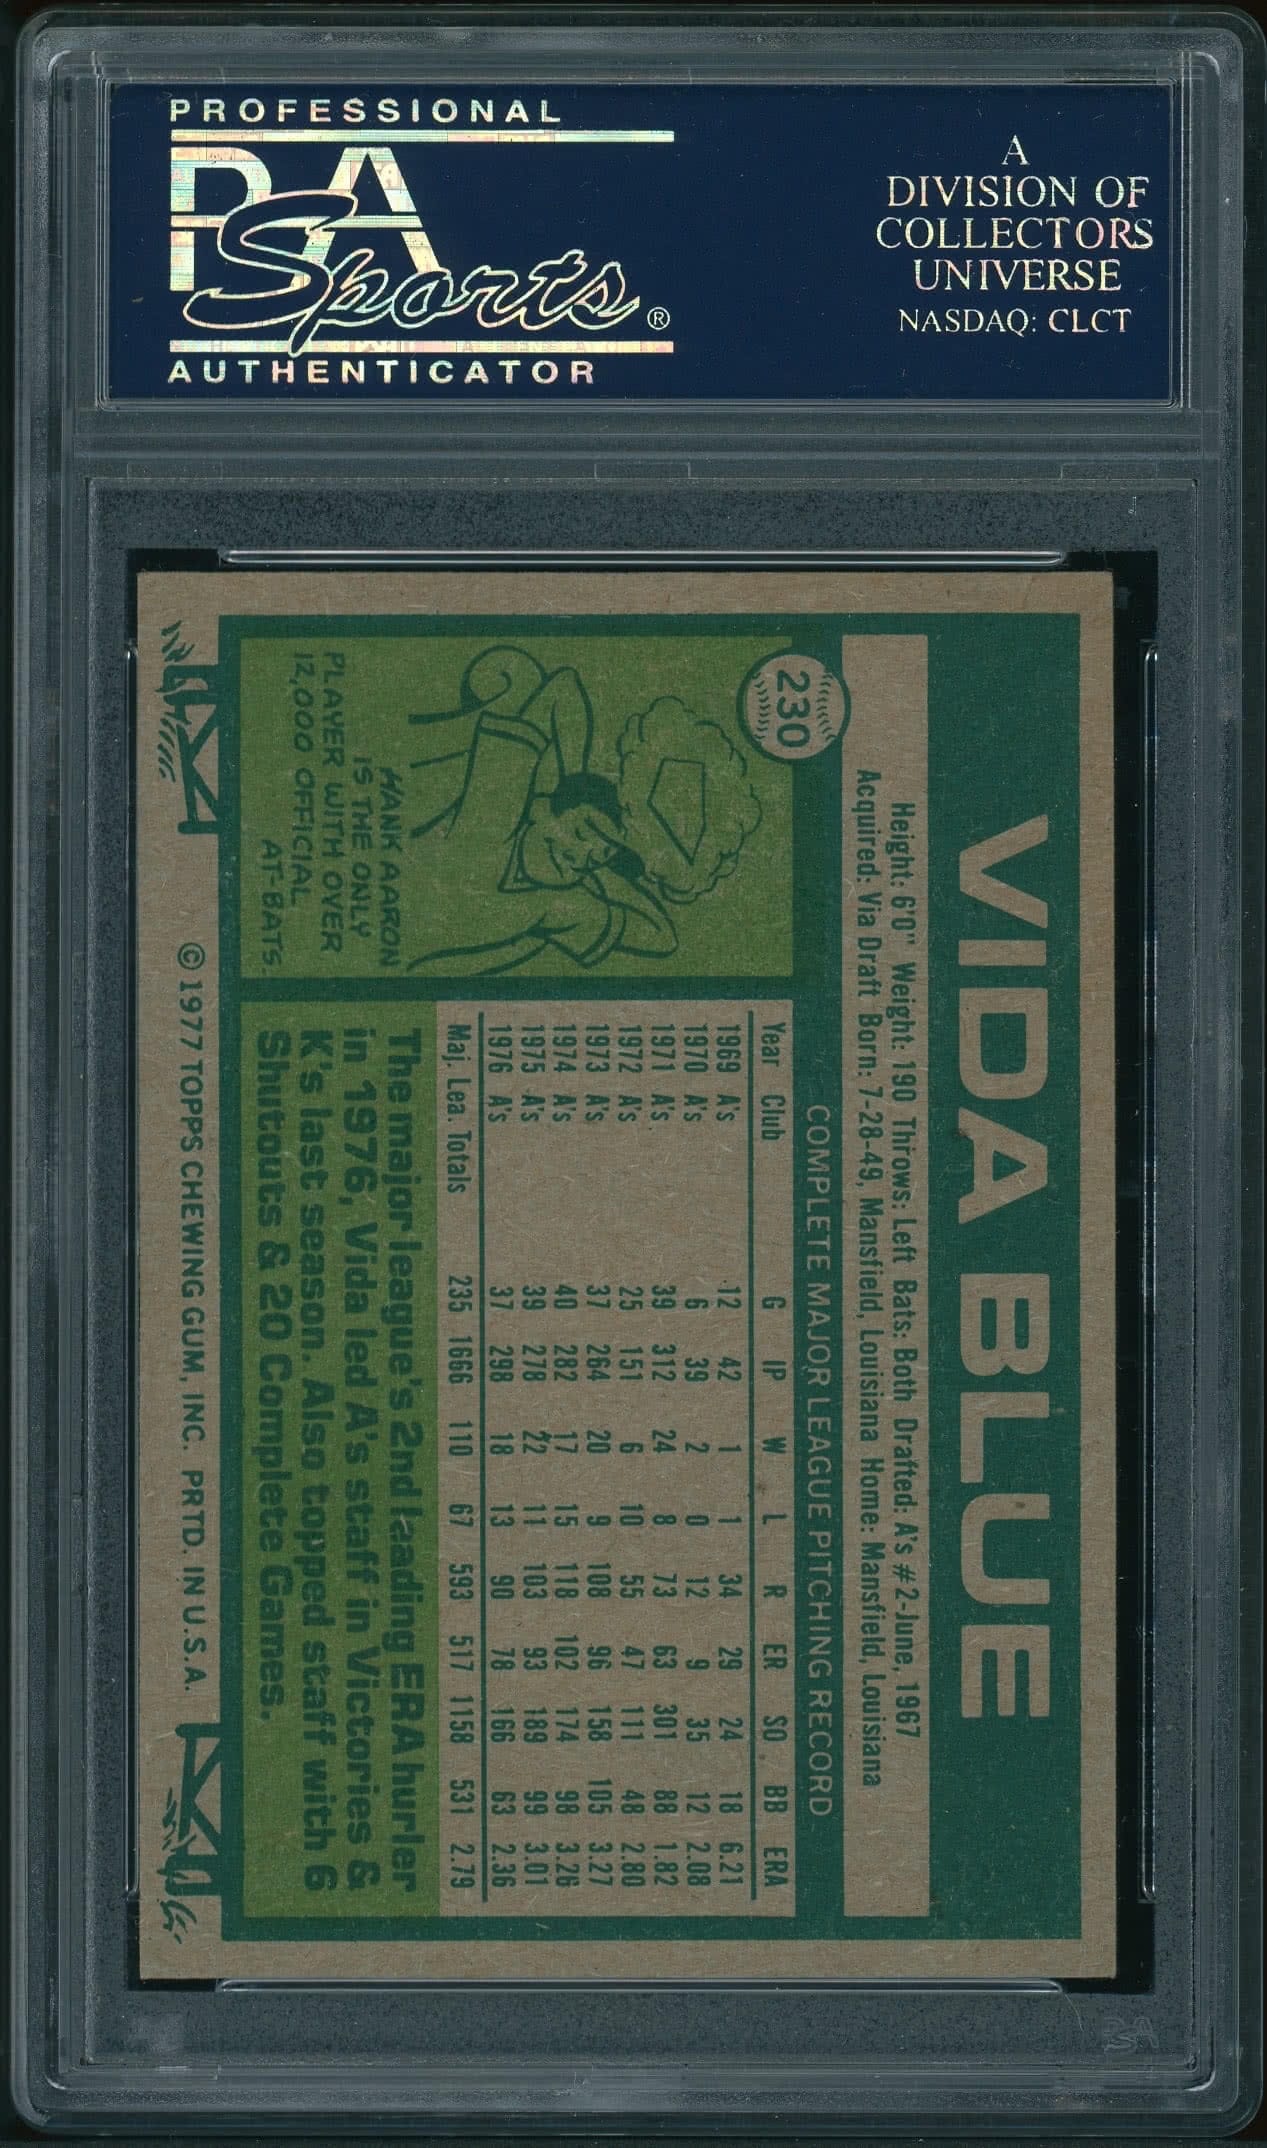 PROFESSIONAL
PSA
Sports®
AUTHENTICATOR
A
DIVISION OF
COLLECTORS
UNIVERSE
NASDAQ: CLCT
VIDA BLUE
Height: 6'0" Weight: 190 Throws: Left Bats: Both Drafted: A's #2-June, 1967
Acquired: Via Draft Born: 7-28-49, Mansfield, Louisiana Home: Mansfield, Louisiana
230
COMPLETE MAJOR LEAGUE PITCHING RECORD
Year Club G IP W L R ER SO BB ERA
1969 A's 12 42 1 1 34 29 24 18 6.21
1970 A's 6 39 2 0 12 9 35 12 2.08
1971 A's 39 312 24 8 73 63 301 88 1.82
1972 A's 25 151 6 10 55 47 111 48 2.80
1973 A's 37 264 20 9 108 96 158 105 3.27
1974 A's 40 282 17 15 118 102 174 98 3.26
1975 A's 39 278 22 11 103 93 189 99 3.01
1976 A's 37 298 18 13 90 78 166 63 2.36
Maj. Lea. Totals 235 1666 110 67 593 517 1158 531 2.79
HANK AARON
IS THE ONLY
PLAYER WITH OVER
12,000 OFFICIAL
AT-BATS.
The major league's 2nd leading ERA hurler
in 1976, Vida led A's staff in Victories &
K's last season. Also topped staff with 6
Shutouts & 20 Complete Games.
©1977 TOPPS CHEWING GUM, INC. PRTD. IN U.S.A.
PSA